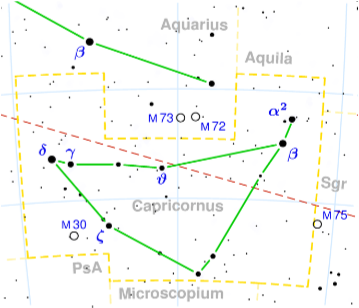 Aquarius
β
Aquila
α²
M 73
M 72
δ
γ
β
ϑ
Sgr
Capricornus
M 75
M 30
ζ
PsA
Microscopium